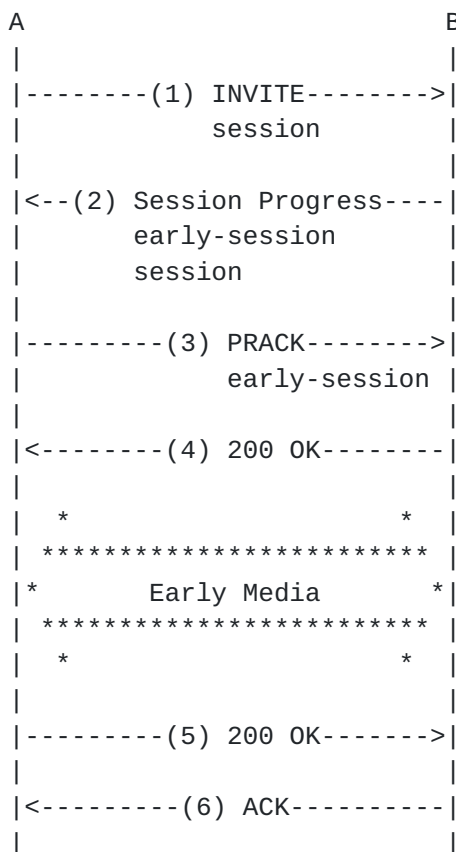 A                                                     B
|                                                     |
|--------(1) INVITE-------->|
|            session            |
|                                                     |
|<--(2) Session Progress----|
|       early-session       |
|       session       |
|                                                     |
|---------(3) PRACK-------->|
|             early-session |
|                                                     |
|<--------(4) 200 OK--------|
|                                                     |
|  *                      *  |
| ************************* |
|*       Early Media       *|
| ************************* |
|  *                      *  |
|                                                     |
|---------(5) 200 OK------->|
|                                                     |
|<---------(6) ACK----------|
|                                                     |